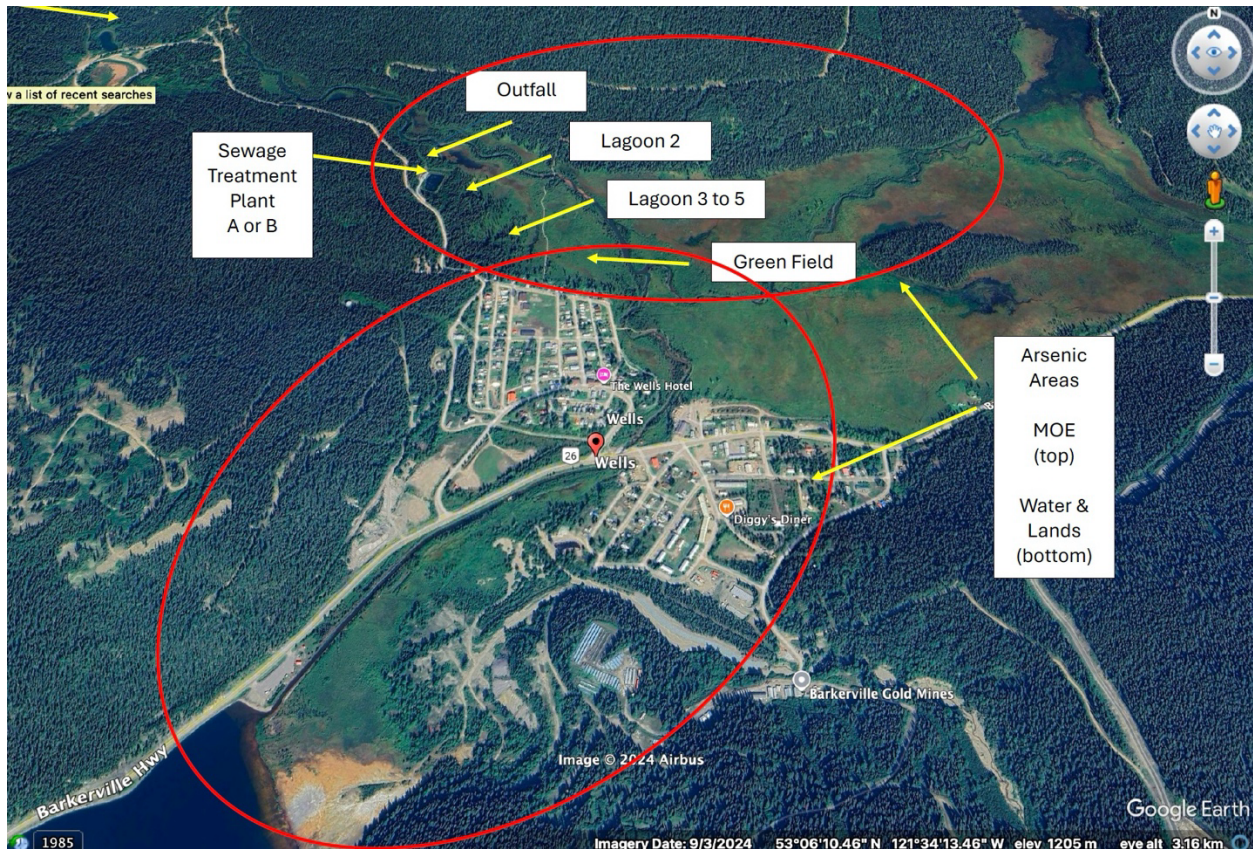 N
w a list of recent searches
Outfall
Sewage
Treatment
Plant
A or B
Lagoon 2
Lagoon 3 to 5
Green Field
Arsenic
Areas
MOE
(top)
Water &
Lands
(bottom)
The Wells Hotel
Wells
26
Wells
Diggy's Diner
Barkerville Gold Mines
Image © 2024 Airbus
Barkerville Hwy
Google Earth
1985
Imagery Date: 9/3/2024 53°06'10.46" N 121°34'13.46" W elev 1205 m eye alt 3.16 km